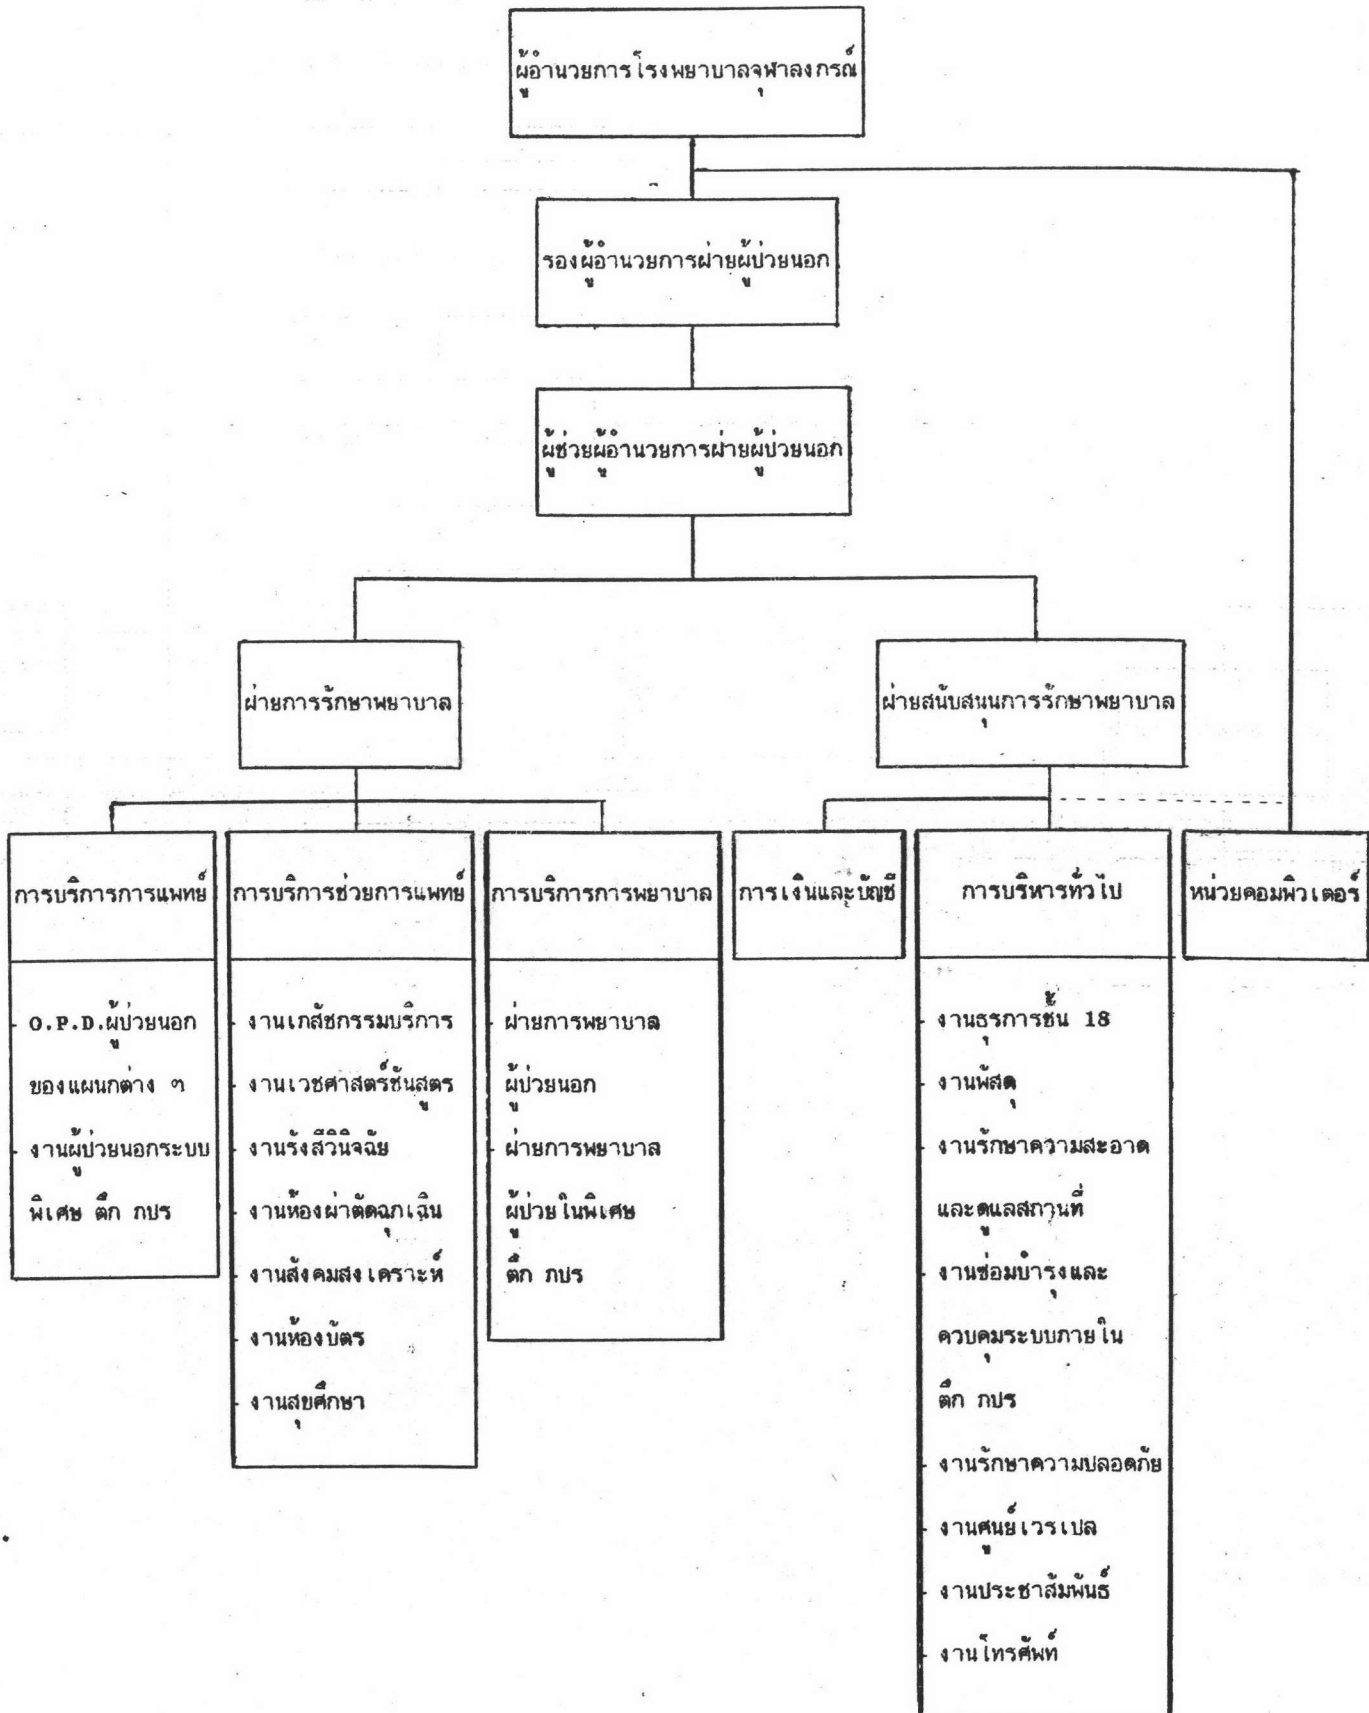 ผู้อำนวยการโรงพยาบาลจุฬาลงกรณ์
รองผู้อำนวยการฝ่ายผู้ป่วยนอก
ผู้ช่วยผู้อำนวยการฝ่ายผู้ป่วยนอก
ฝ่ายการรักษาพยาบาล
ฝ่ายสนับสนุนการรักษาพยาบาล
การบริการการแพทย์
- O.P.D.ผู้ป่วยนอก
ของแผนกต่าง ๆ
- งานผู้ป่วยนอกระบบ
พิเศษ ตึก ภปร
การบริการช่วยการแพทย์
- งานเภสัชกรรมบริการ
- งานเวชศาสตร์ชันสูตร
- งานรังสีวินิจฉัย
- งานห้องผ่าตัดฉุกเฉิน
- งานสังคมสงเคราะห์
- งานห้องบัตร
- งานสุขศึกษา
การบริการการพยาบาล
- ฝ่ายการพยาบาล
ผู้ป่วยนอก
- ฝ่ายการพยาบาล
ผู้ป่วยในพิเศษ
ตึก ภปร
การเงินและบัญชี
การบริหารทั่วไป
- งานธุรการชั้น 18
- งานพัสดุ
- งานรักษาความสะอาด
และดูแลสถานที่
- งานซ่อมบำรุงและ
ควบคุมระบบภายใน
ตึก ภปร
- งานรักษาความปลอดภัย
- งานศูนย์เวรเปล
- งานประชาสัมพันธ์
- งานโทรศัพท์
หน่วยคอมพิวเตอร์